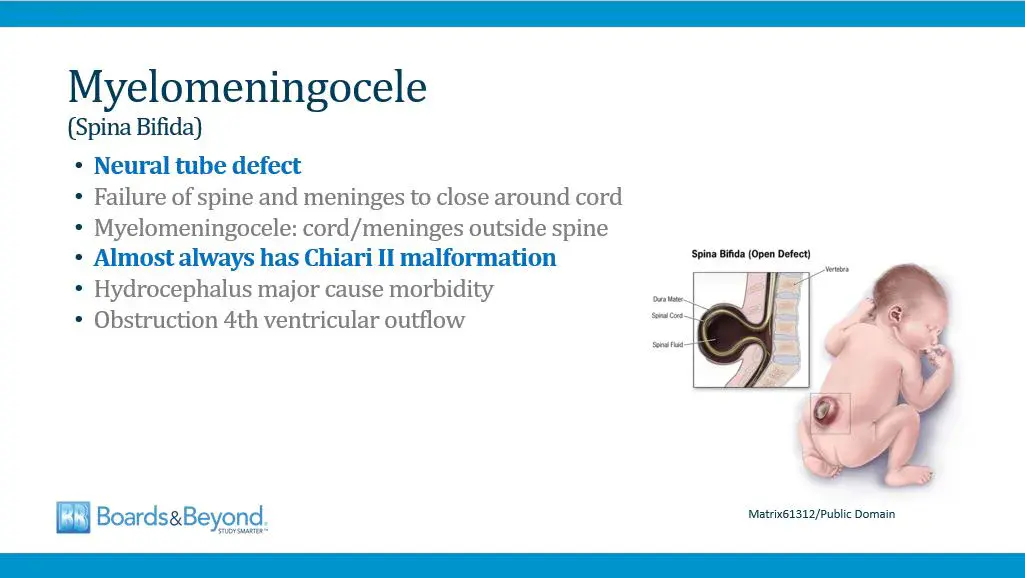 Myelomeningocele
(Spina Bifida)
• Neural tube defect
• Failure of spine and meninges to close around cord
• Myelomeningocele: cord/meninges outside spine
• Almost always has Chiari II malformation
• Hydrocephalus major cause morbidity
• Obstruction 4th ventricular outflow
Spina Bifida (Open Defect)
Vertebra
Dura Mater
Spinal Cord
Spinal Fluid
BB Boards&Beyond.
STUDY SMARTER™
Matrix61312/Public Domain